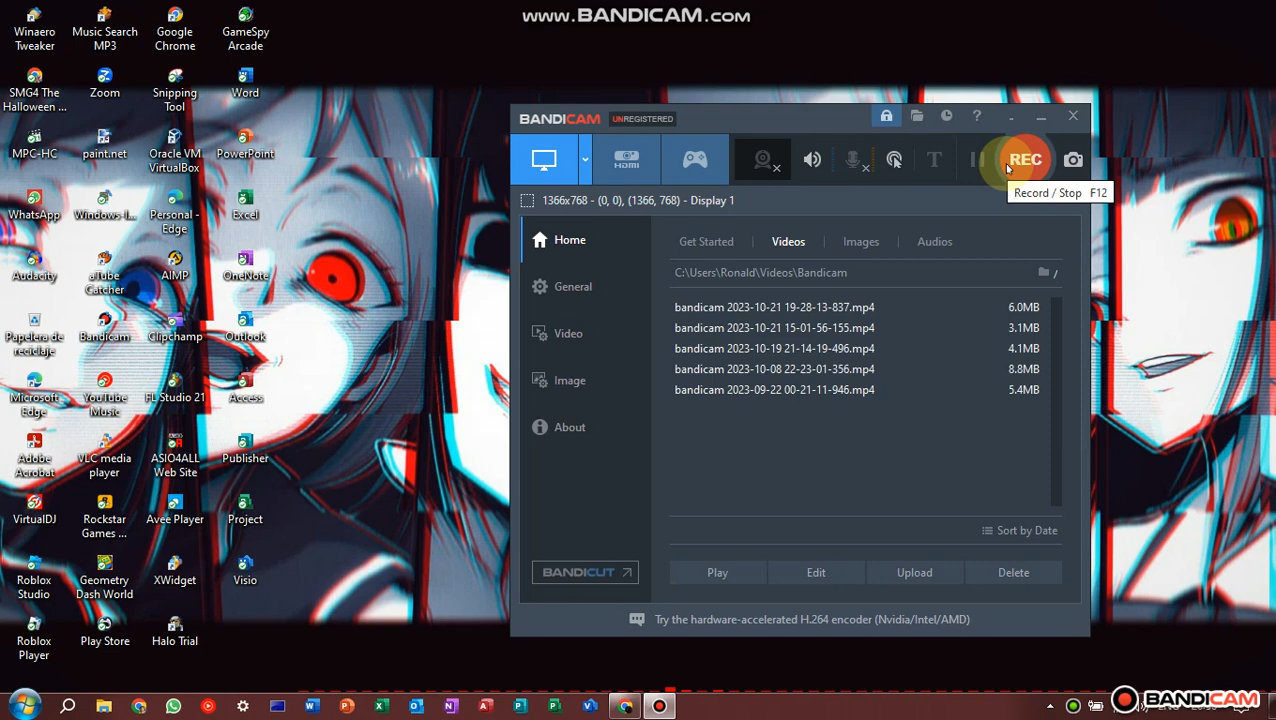 www.BANDICAM.com
Winaero
Tweaker
Music Search
MP3
Google
Chrome
GameSpy
Arcade
SMG4 The
Halloween ...
Zoom
Snipping
Tool
Word
MPC-HC
paint.net
Oracle VM
VirtualBox
PowerPoint
WhatsApp
Windows-I...
Personal -
Edge
Excel
Audacity
aTube
Catcher
AIMP
OneNote
Papelera de
reciclaje
Bandicam
Clipchamp
Outlook
Microsoft
Edge
YouTube
Music
FL Studio 21
Access
Adobe
Acrobat
VLC media
player
ASIO4ALL
Web Site
Publisher
VirtualDJ
Rockstar
Games ...
Avee Player
Project
Roblox
Studio
Geometry
Dash World
XWidget
Visio
Roblox
Player
Play Store
Halo Trial
BANDICAM UNREGISTERED
HDMI
REC
Record / Stop F12
1366x768 - (0, 0), (1366, 768) - Display 1
Home
General
Video
Image
About
BANDICUT
Get Started Videos Images Audios
C:\Users\Ronald\Videos\Bandicam
bandicam 2023-10-21 19-28-13-837.mp4 6.0MB
bandicam 2023-10-21 15-01-56-155.mp4 3.1MB
bandicam 2023-10-19 21-14-19-496.mp4 4.1MB
bandicam 2023-10-09 22-23-01-356.mp4 8.8MB
bandicam 2023-09-22 00-21-11-946.mp4 5.4MB
Sort by Date
Play Edit Upload Delete
Try the hardware-accelerated H.264 encoder (Nvidia/Intel/AMD)
BANDICAM